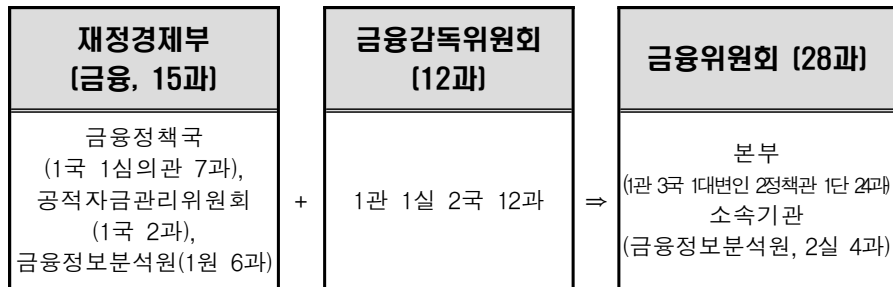 재정경제부
(금융, 15과)
금융정책국
(1국 1심의관 7과),
공적자금관리위원회
(1국 2과),
금융정보분석원(1원 6과)
+
금융감독위원회
(12과)
1관 1실 2국 12과
⇒
금융위원회 (28과)
본부
(1관 3국 1대변인 2정책관 1단 24과)
소속기관
(금융정보분석원, 2실 4과)